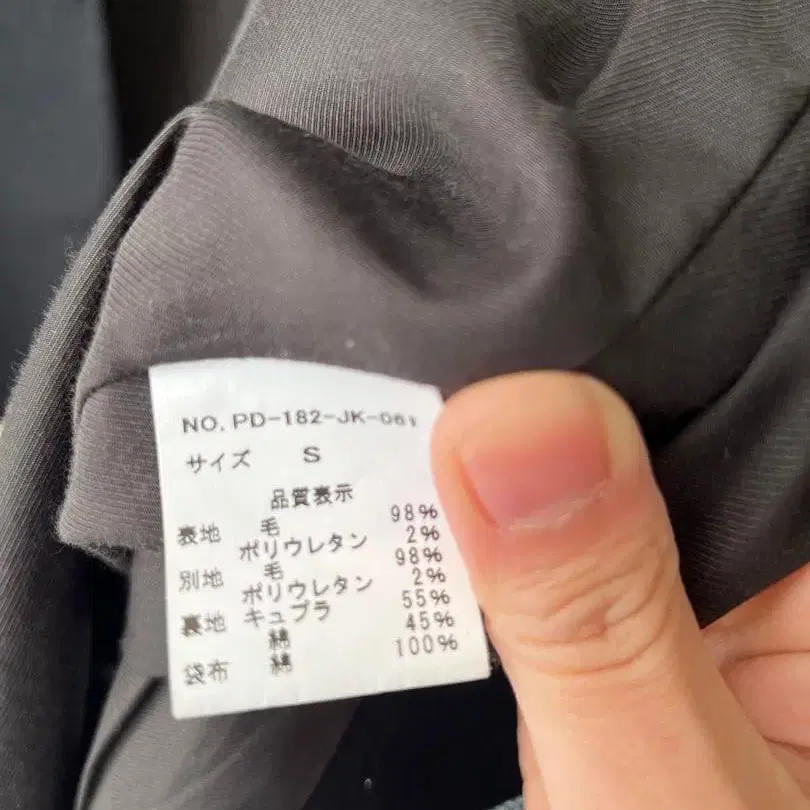 NO. PD-182-JK-061
サイズ S
品質表示
表地 毛 98%
ポリウレタン 2%
別地 毛 98%
ポリウレタン 2%
裏地 キュプラ 55%
綿 45%
袋布 綿 100%